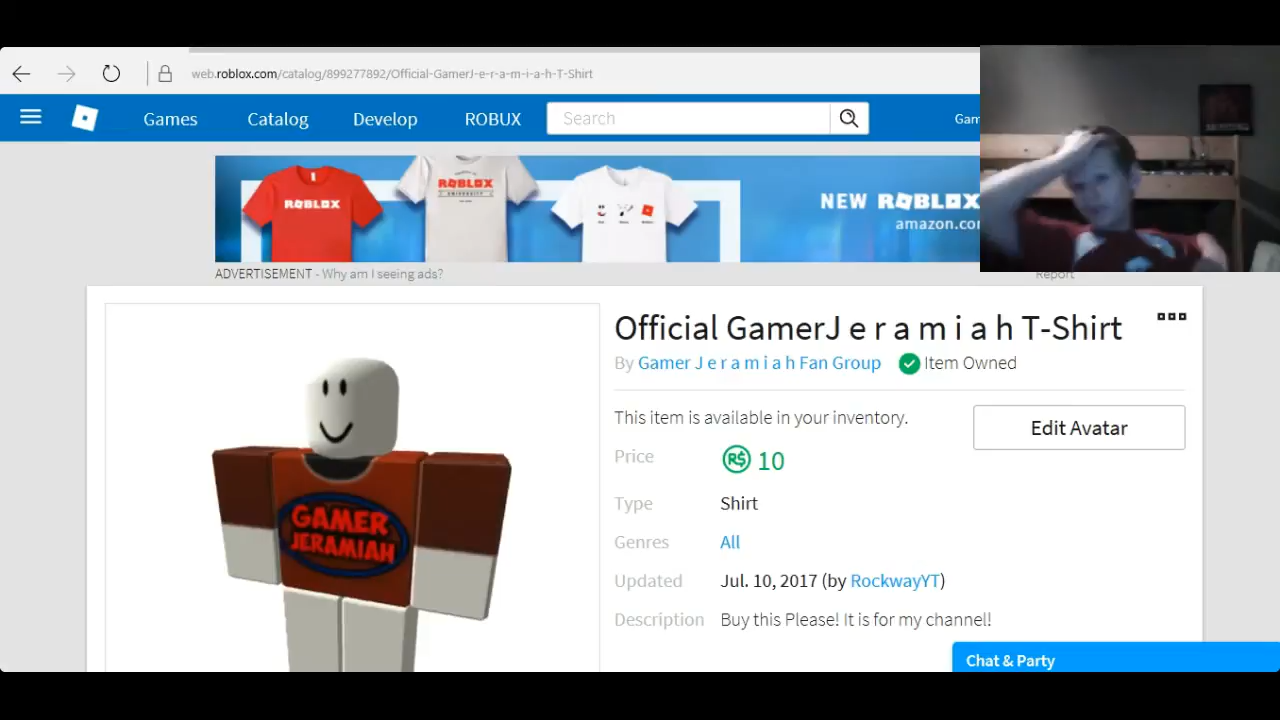 web.roblox.com/catalog/899277892/Official-GamerJ-e-r-a-m-i-a-h-T-Shirt
Games Catalog Develop ROBUX Search Gam
ROBLOX
ROBLOX
UNIVERSITY
NEW ROBLOX
amazon.com
ADVERTISEMENT - Why am I seeing ads?
Report
Official GamerJ e r a m i a h T-Shirt
By Gamer J e r a m i a h Fan Group Item Owned
This item is available in your inventory.
Edit Avatar
Price R$ 10
Type Shirt
Genres All
Updated Jul. 10, 2017 (by RockwayYT)
Description Buy this Please! It is for my channel!
GAMER
JERAMIAH
Chat & Party